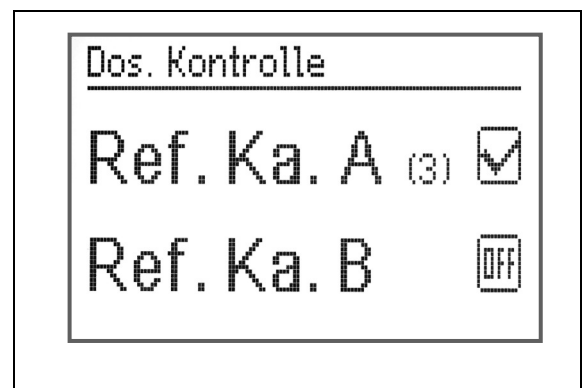 Dos. Kontrolle
Ref. Ka. A (3)
Ref. Ka. B OFF